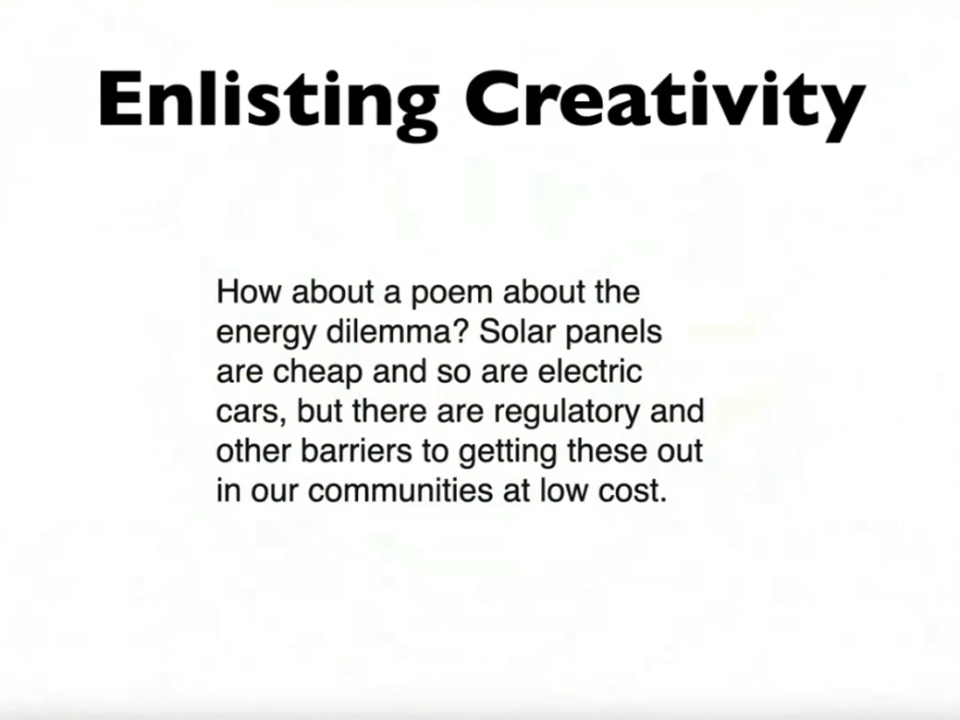 Enlisting Creativity
How about a poem about the
energy dilemma? Solar panels
are cheap and so are electric
cars, but there are regulatory and
other barriers to getting these out
in our communities at low cost.